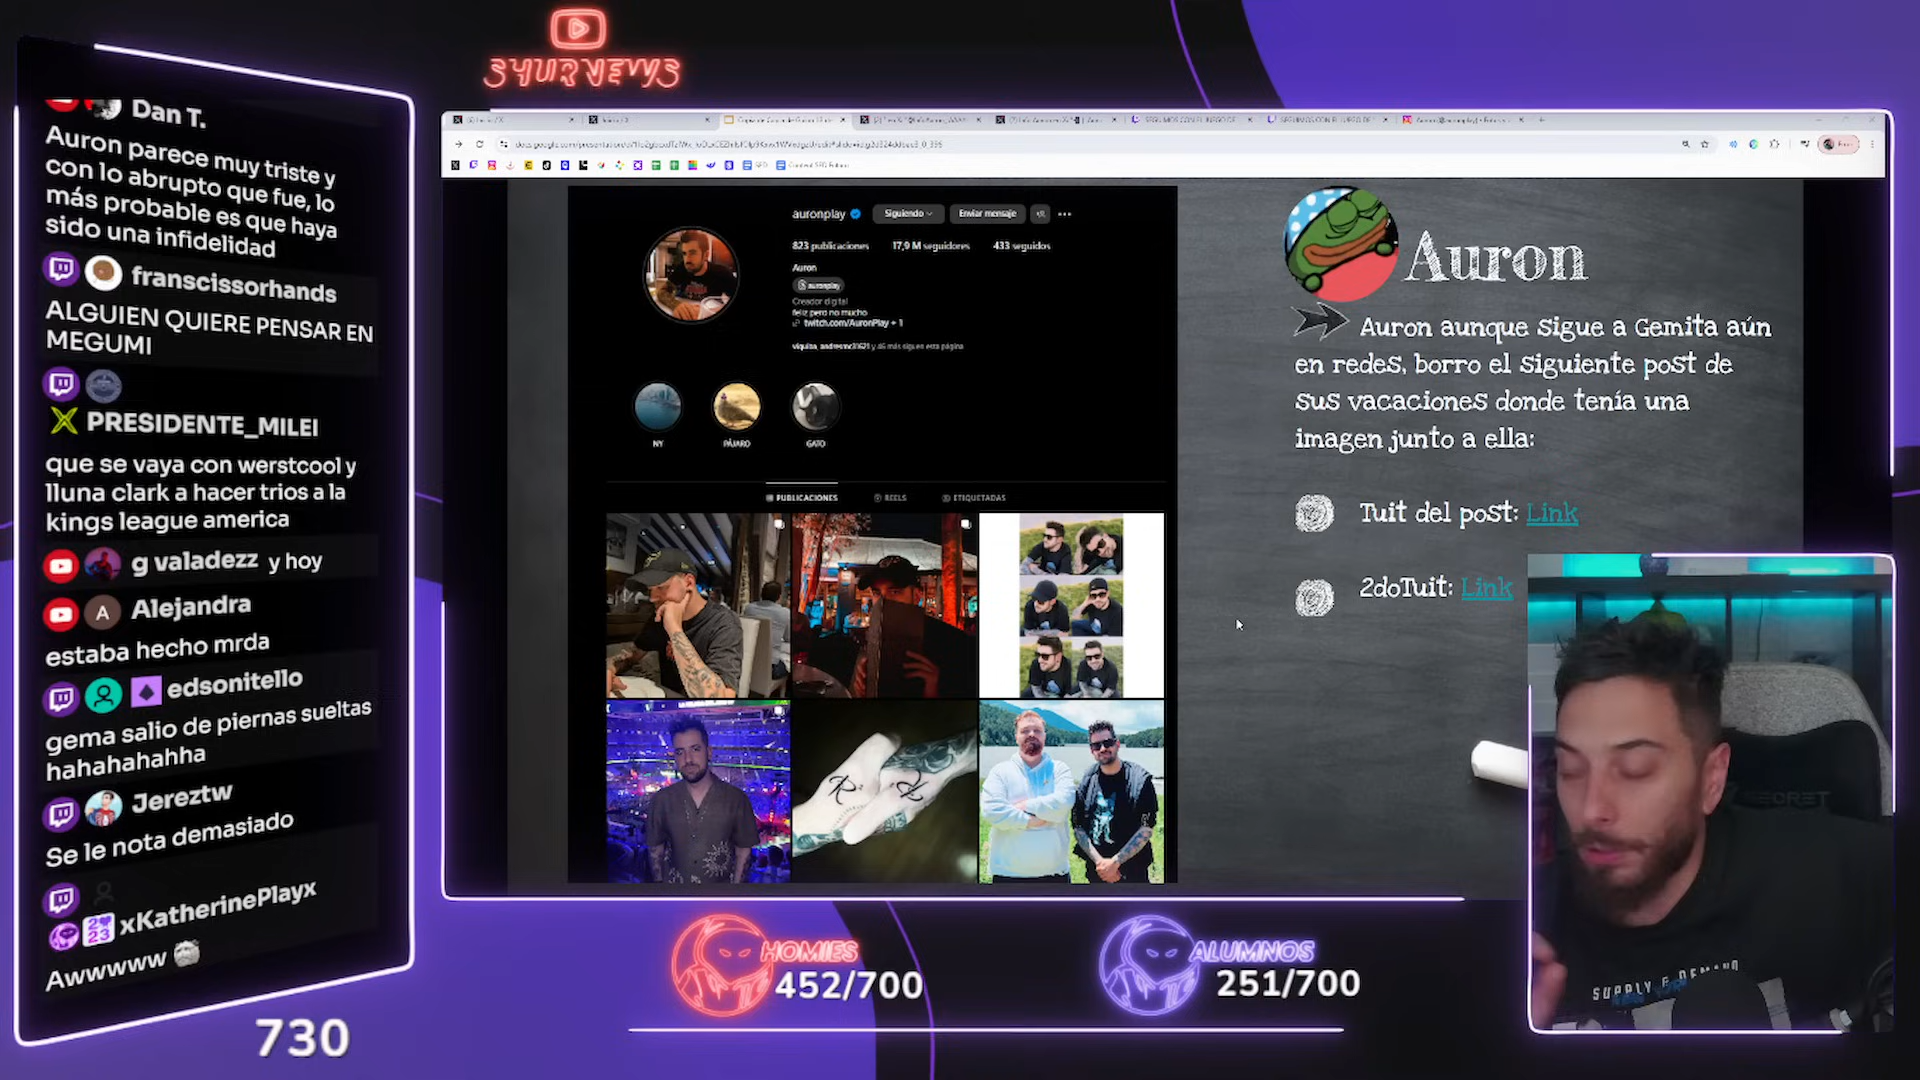 SHURNEWS
Dan T.
Auron parece muy triste y
con lo abrupto que fue, lo
más probable es que haya
sido una infidelidad
franscissorhands
ALGUIEN QUIERE PENSAR EN
MEGUMI
PRESIDENTE_MILEI
que se vaya con werstcool y
lluna clark a hacer trios a la
kings league america
g valadezz y hoy
Alejandra
estaba hecho mrda
edsonitello
gema salio de piernas sueltas
hahahahahha
Jereztw
Se le nota demasiado
xKatherinePlayx
Awwwww
730
auronplay Siguiendo Enviar mensaje
823 publicaciones 17,9 M seguidores 433 seguidos
Auron
auronplay
Creador digital
feliz pero no mucho
twitch.com/AuronPlay + 1
NY PÁJARO GATO
PUBLICACIONES REELS ETIQUETADAS
Auron
Auron aunque sigue a Gemita aún
en redes, borro el siguiente post de
sus vacaciones donde tenía una
imagen junto a ella:
Tuit del post: Link
2doTuit: Link
SECRET
SUPPLY & DEMAND
HOMIES
452/700
ALUMNOS
251/700